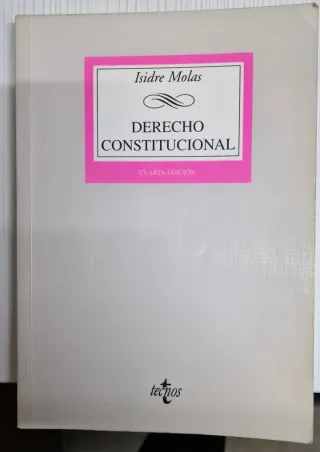 Isidre Molas
DERECHO
CONSTITUCIONAL
CUARTA EDICIÓN
tecnos